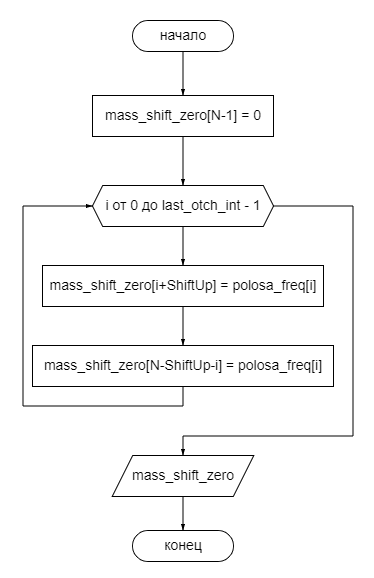 начало
mass_shift_zero[N-1] = 0
i от 0 до last_otch_int - 1
mass_shift_zero[i+ShiftUp] = polosa_freq[i]
mass_shift_zero[N-ShiftUp-i] = polosa_freq[i]
mass_shift_zero
конец